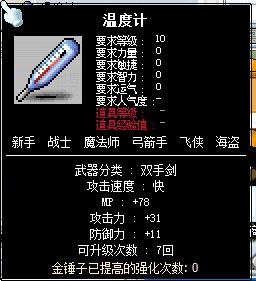 温度计
要求等级: 10
要求力量: 0
要求敏捷: 0
要求智力: 0
要求运气: 0
要求人气度: -
道具等级: -
道具经验值: -
新手 战士 魔法师 弓箭手 飞侠 海盗
武器分类 : 双手剑
攻击速度 : 快
MP : +78
攻击力 : +31
防御力 : +11
可升级次数 : 7回
金锤子已提高的强化次数: 0